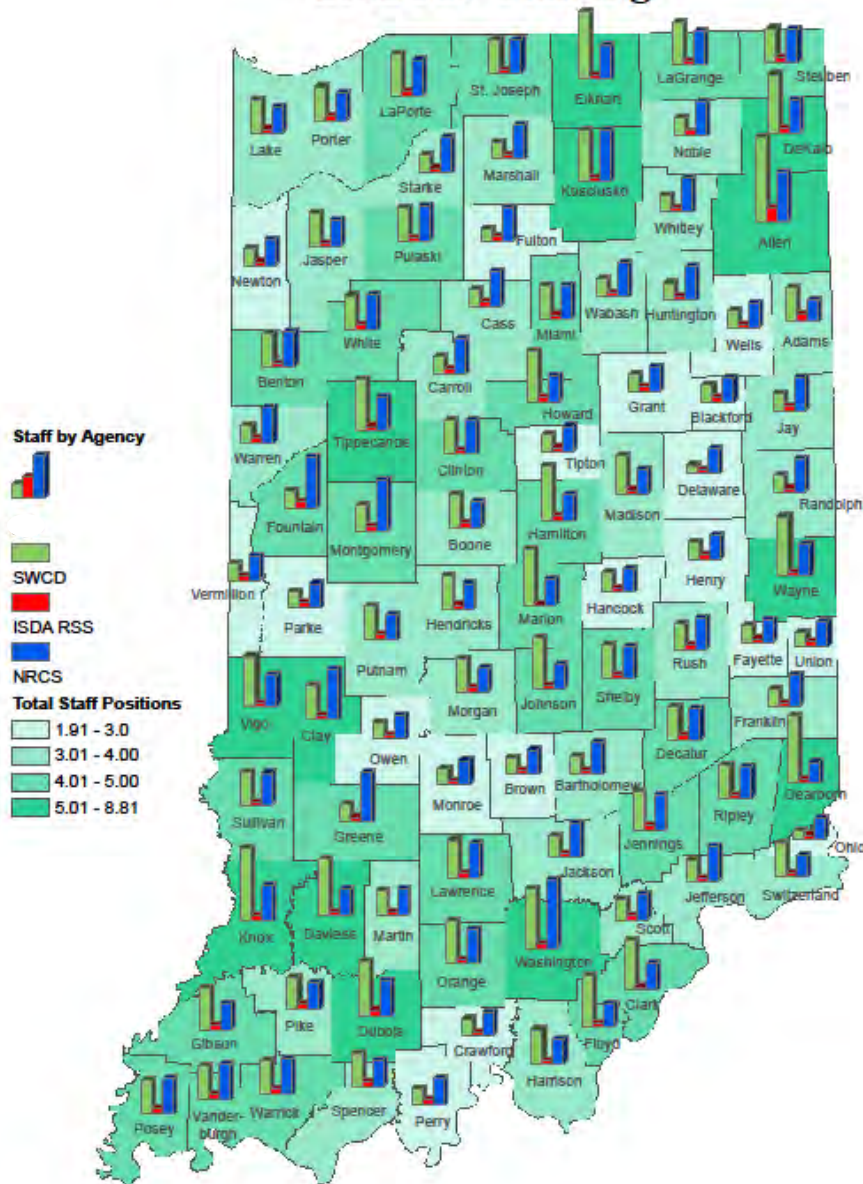 St. Joseph
Elkhart
LaGrange
Steuben
LaPorte
Lake
Porter
Noble
DeKalb
Starke
Marshall
Kosciusko
Whitley
Allen
Newton
Jasper
Pulaski
Fulton
Cass
Miami
Wabash
Huntington
Wells
Adams
White
Benton
Carroll
Howard
Grant
Blackford
Jay
Staff by Agency
Warren
Tippecanoe
Clinton
Tipton
Delaware
Randolph
Fountain
Montgomery
Boone
Hamilton
Madison
SWCD
Vermillion
Parke
Hendricks
Marion
Hancock
Henry
Wayne
ISDA RSS
Putnam
Rush
Fayette
Union
NRCS
Total Staff Positions
1.91 - 3.0
3.01 - 4.00
4.01 - 5.00
5.01 - 8.81
Vigo
Clay
Owen
Morgan
Johnson
Shelby
Franklin
Decatur
Sullivan
Greene
Monroe
Brown
Bartholomew
Jennings
Ripley
Dearborn
Ohio
Knox
Daviess
Martin
Lawrence
Jackson
Jefferson
Switzerland
Scott
Orange
Washington
Clark
Gibson
Pike
Dubois
Crawford
Harrison
Floyd
Posey
Vander-
burgh
Warrick
Spencer
Perry